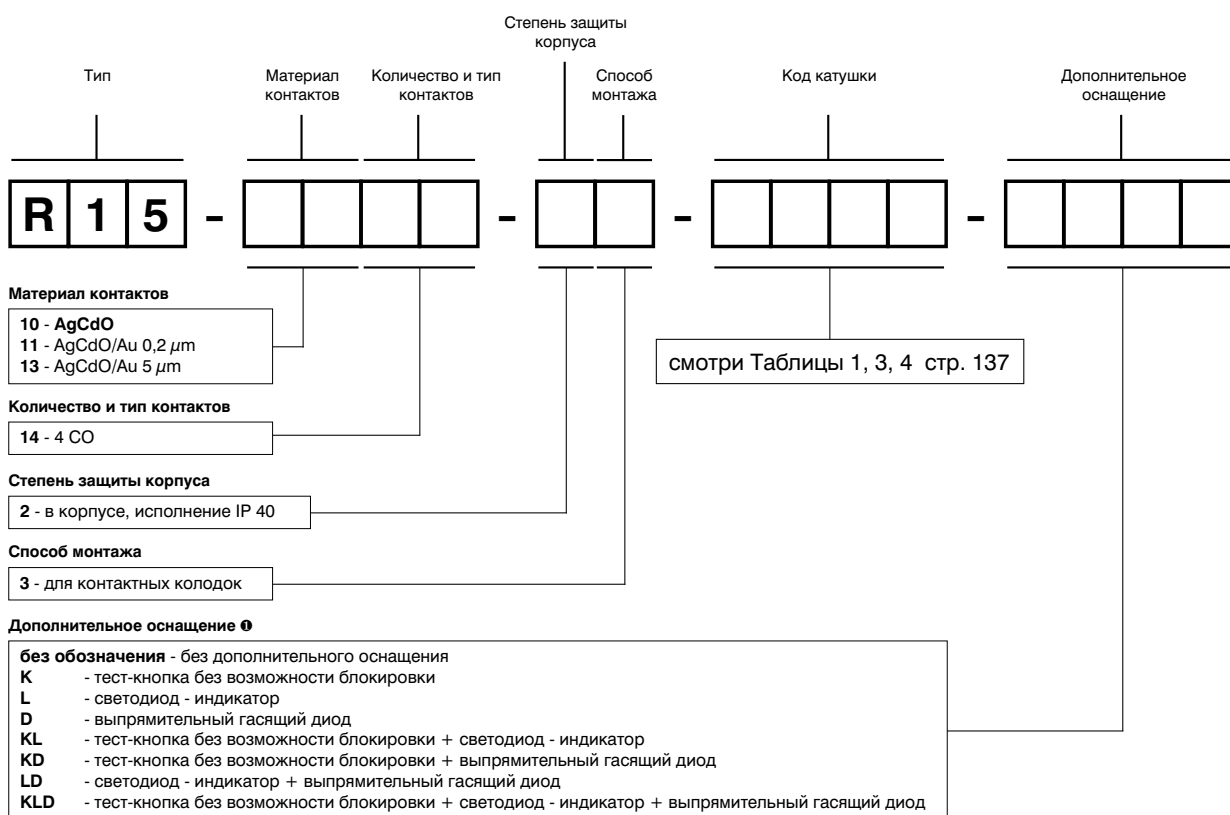 Степень защиты
корпуса
Тип
Материал
контактов
Количество и тип
контактов
Способ
монтажа
Код катушки
Дополнительное
оснащение
R 1 5 - - - -
Материал контактов
10 - AgCdO
11 - AgCdO/Au 0,2 µm
13 - AgCdO/Au 5 µm
смотри Таблицы 1, 3, 4 стр. 137
Количество и тип контактов
14 - 4 CO
Степень защиты корпуса
2 - в корпусе, исполнение IP 40
Способ монтажа
3 - для контактных колодок
Дополнительное оснащение ❶
без обозначения - без дополнительного оснащения
K - тест-кнопка без возможности блокировки
L - светодиод - индикатор
D - выпрямительный гасящий диод
KL - тест-кнопка без возможности блокировки + светодиод - индикатор
KD - тест-кнопка без возможности блокировки + выпрямительный гасящий диод
LD - светодиод - индикатор + выпрямительный гасящий диод
KLD - тест-кнопка без возможности блокировки + светодиод - индикатор + выпрямительный гасящий диод